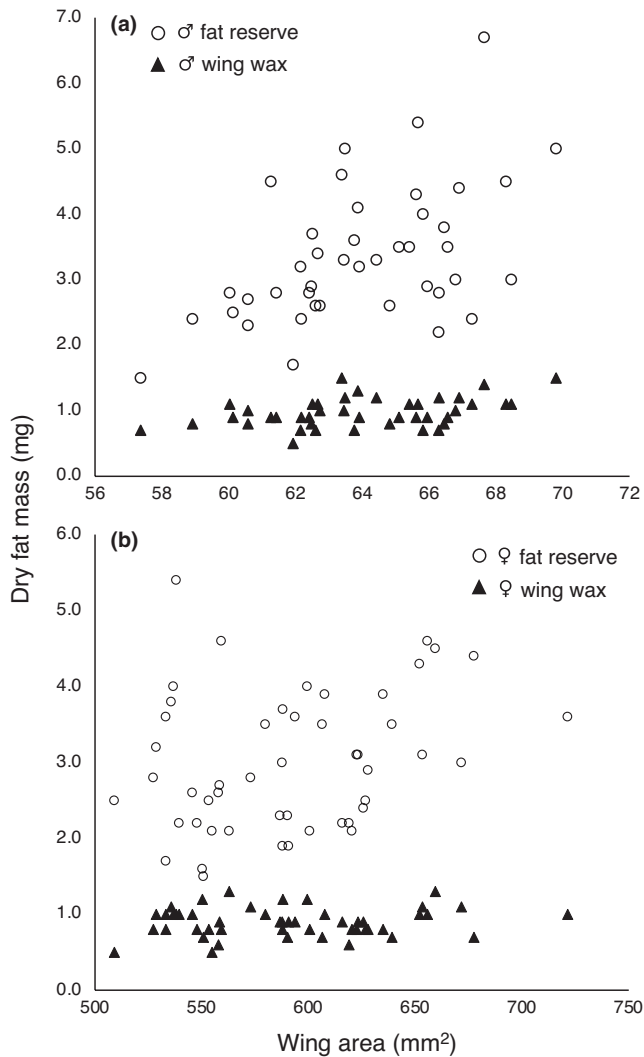 7.0
(a)
♂ fat reserve
♂ wing wax
6.0
5.0
4.0
3.0
2.0
1.0
0.0
56 58 60 62 64 66 68 70 72
Dry fat mass (mg)
6.0
(b)
♀ fat reserve
♀ wing wax
5.0
4.0
3.0
2.0
1.0
0.0
500 550 600 650 700 750
Wing area (mm²)